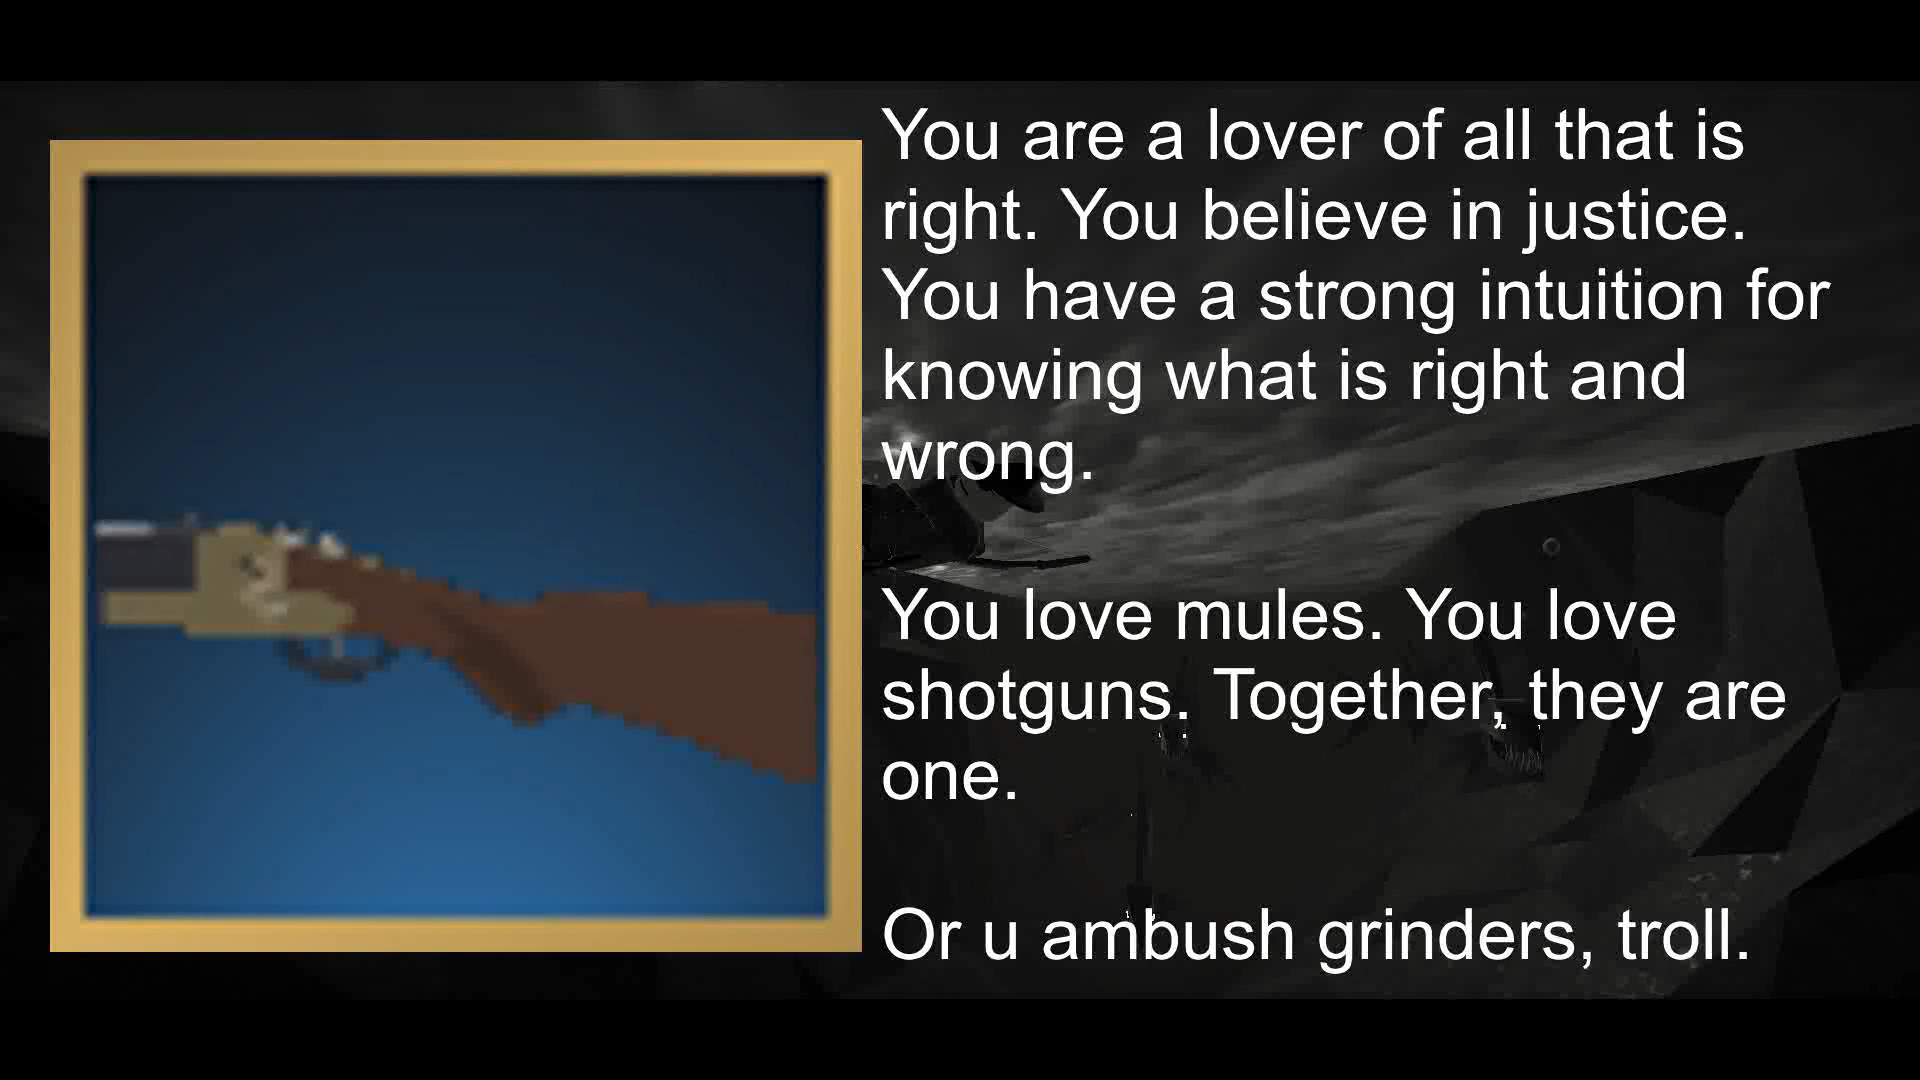 You are a lover of all that is
right. You believe in justice.
You have a strong intuition for
knowing what is right and
wrong.
You love mules. You love
shotguns. Together, they are
one.
Or u ambush grinders, troll.